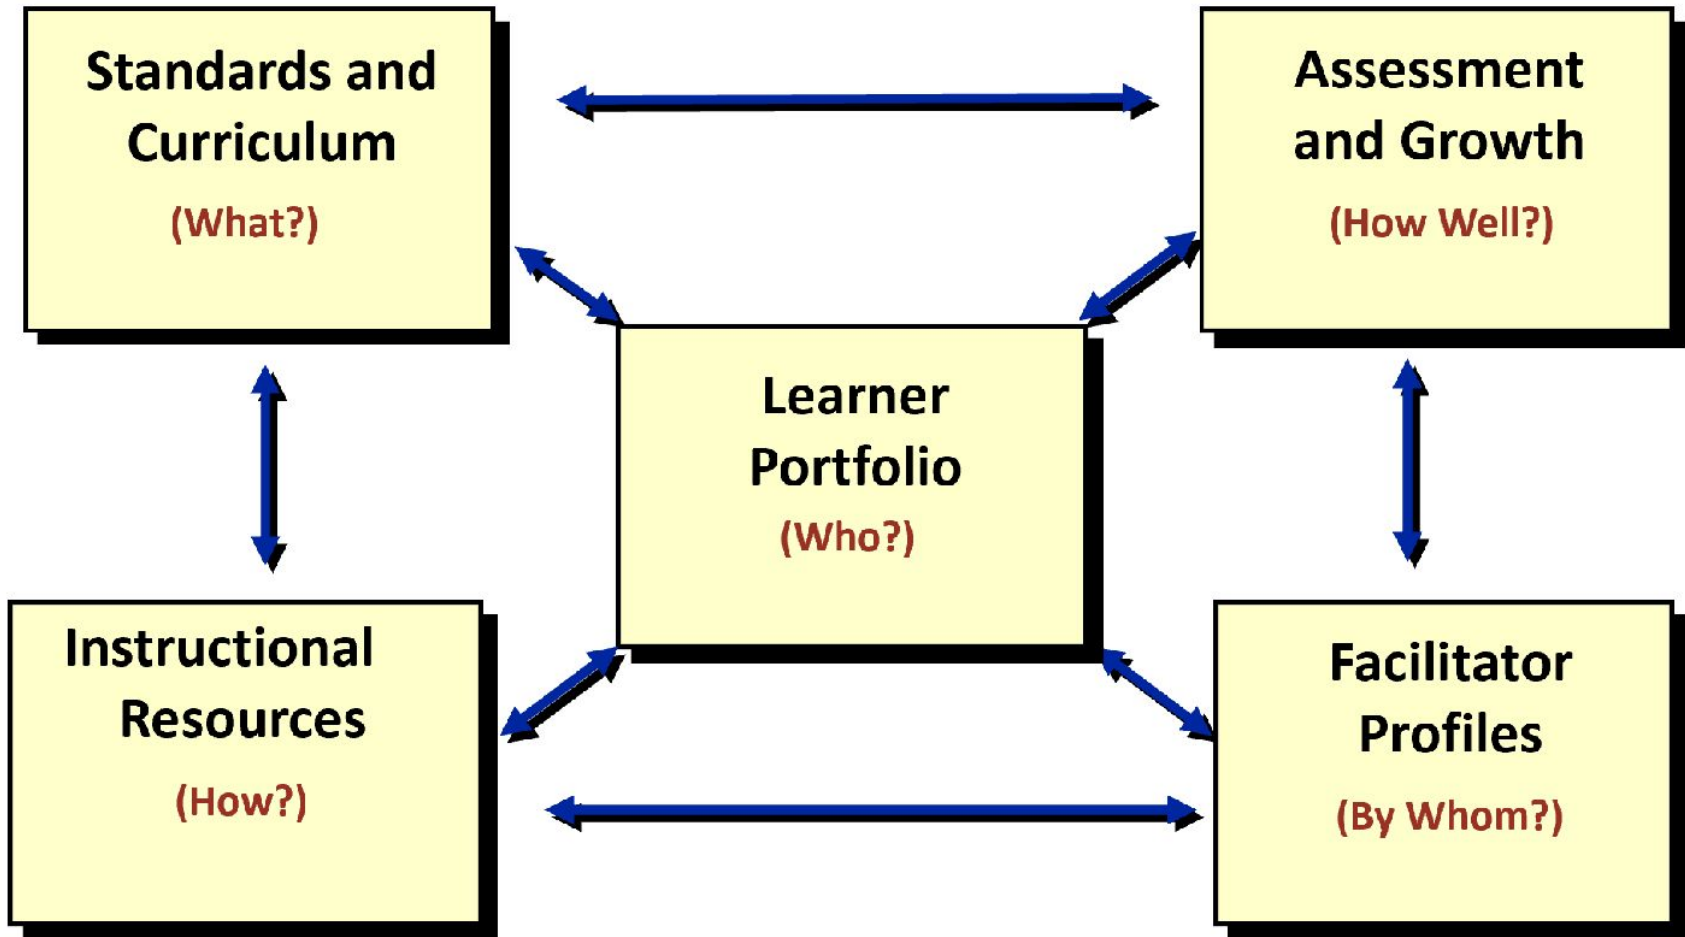 Standards and
Curriculum
(What?)
Assessment
and Growth
(How Well?)
Learner
Portfolio
(Who?)
Instructional
Resources
(How?)
Facilitator
Profiles
(By Whom?)